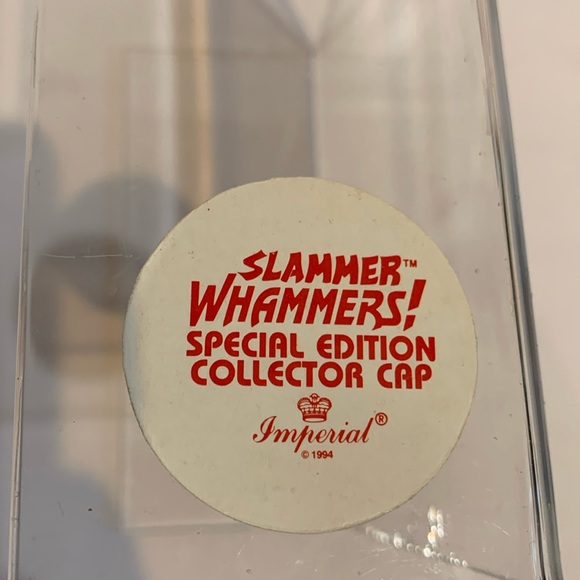 SLAMMER™
WHAMMERS!
SPECIAL EDITION
COLLECTOR CAP
Imperial®
© 1994